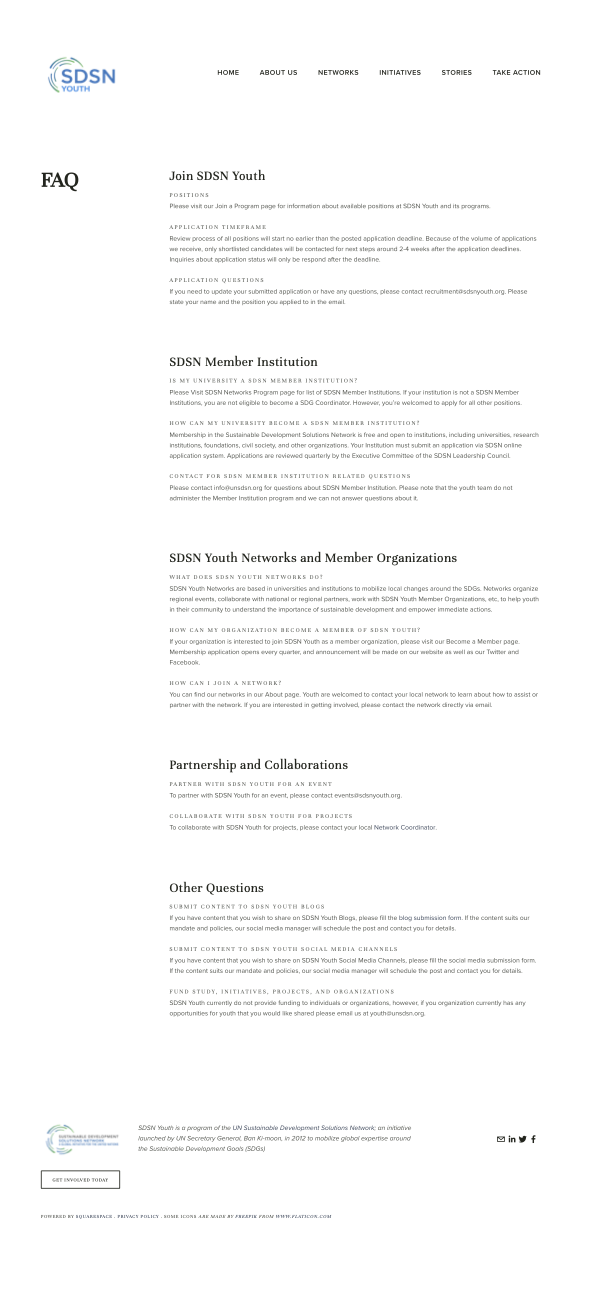 SDSN
YOUTH
HOME ABOUT US NETWORKS INITIATIVES STORIES TAKE ACTION
FAQ
Join SDSN Youth
POSITIONS
Please visit our Join a Program page for information about available positions at SDSN Youth and its programs.
APPLICATION TIMEFRAME
Review process of all positions will start no earlier than the posted application deadline. Because of the volume of applications
we receive, only shortlisted candidates will be contacted for next steps around 2-4 weeks after the application deadlines.
Inquiries about application status will only be respond after the deadline.
APPLICATION QUESTIONS
If you need to update your submitted application or have any questions, please contact recruitment@sdsnyouth.org. Please
state your name and the position you applied to in the email.
SDSN Member Institution
IS MY UNIVERSITY A SDSN MEMBER INSTITUTION?
Please Visit SDSN Networks Program page for list of SDSN Member Institutions. If your institution is not a SDSN Member
Institutions, you are not eligible to become a SDG Coordinator. However, you're welcomed to apply for all other positions.
HOW CAN MY UNIVERSITY BECOME A SDSN MEMBER INSTITUTION?
Membership in the Sustainable Development Solutions Network is free and open to institutions, including universities, research
institutions, foundations, civil society, and other organizations. Your Institution must submit an application via SDSN online
application system. Applications are reviewed quarterly by the Executive Committee of the SDSN Leadership Council.
CONTACT FOR SDSN MEMBER INSTITUTION RELATED QUESTIONS
Please contact info@unsdsn.org for questions about SDSN Member Institution. Please note that the youth team do not
administer the Member Institution program and we can not answer questions about it.
SDSN Youth Networks and Member Organizations
WHAT DOES SDSN YOUTH NETWORKS DO?
SDSN Youth Networks are based in universities and institutions to mobilize local changes around the SDGs. Networks organize
regional events, collaborate with national or regional partners, work with SDSN Youth Member Organizations, etc, to help youth
in their community to understand the importance of sustainable development and empower immediate actions.
HOW CAN MY ORGANIZATION BECOME A MEMBER OF SDSN YOUTH?
If your organization is interested to join SDSN Youth as a member organization, please visit our Become a Member page.
Membership application opens every quarter, and announcement will be made on our website as well as our Twitter and
Facebook.
HOW CAN I JOIN A NETWORK?
You can find our networks in our About page. Youth are welcomed to contact your local network to learn about how to assist or
partner with the network. If you are interested in getting involved, please contact the network directly via email.
Partnership and Collaborations
PARTNER WITH SDSN YOUTH FOR AN EVENT
To partner with SDSN Youth for an event, please contact events@sdsnyouth.org.
COLLABORATE WITH SDSN YOUTH FOR PROJECTS
To collaborate with SDSN Youth for projects, please contact your local Network Coordinator.
Other Questions
SUBMIT CONTENT TO SDSN YOUTH BLOGS
If you have content that you wish to share on SDSN Youth Blogs, please fill the blog submission form. If the content suits our
mandate and policies, our social media manager will schedule the post and contact you for details.
SUBMIT CONTENT TO SDSN YOUTH SOCIAL MEDIA CHANNELS
If you have content that you wish to share on SDSN Youth Social Media Channels, please fill the social media submission form.
If the content suits our mandate and policies, our social media manager will schedule the post and contact you for details.
FUND STUDY, INITIATIVES, PROJECTS, AND ORGANIZATIONS
SDSN Youth currently do not provide funding to individuals or organizations, however, if you organization currently has any
opportunities for youth that you would like shared please email us at youth@unsdsn.org.
SUSTAINABLE DEVELOPMENT
SOLUTIONS NETWORK
A GLOBAL INITIATIVE FOR THE UNITED NATIONS
SDSN Youth is a program of the UN Sustainable Development Solutions Network; an initiative
launched by UN Secretary General, Ban Ki-moon, in 2012 to mobilize global expertise around
the Sustainable Development Goals (SDGs)
GET INVOLVED TODAY
POWERED BY SQUARESPACE . PRIVACY POLICY . SOME ICONS ARE MADE BY FREEPIK FROM WWW.FLATICON.COM